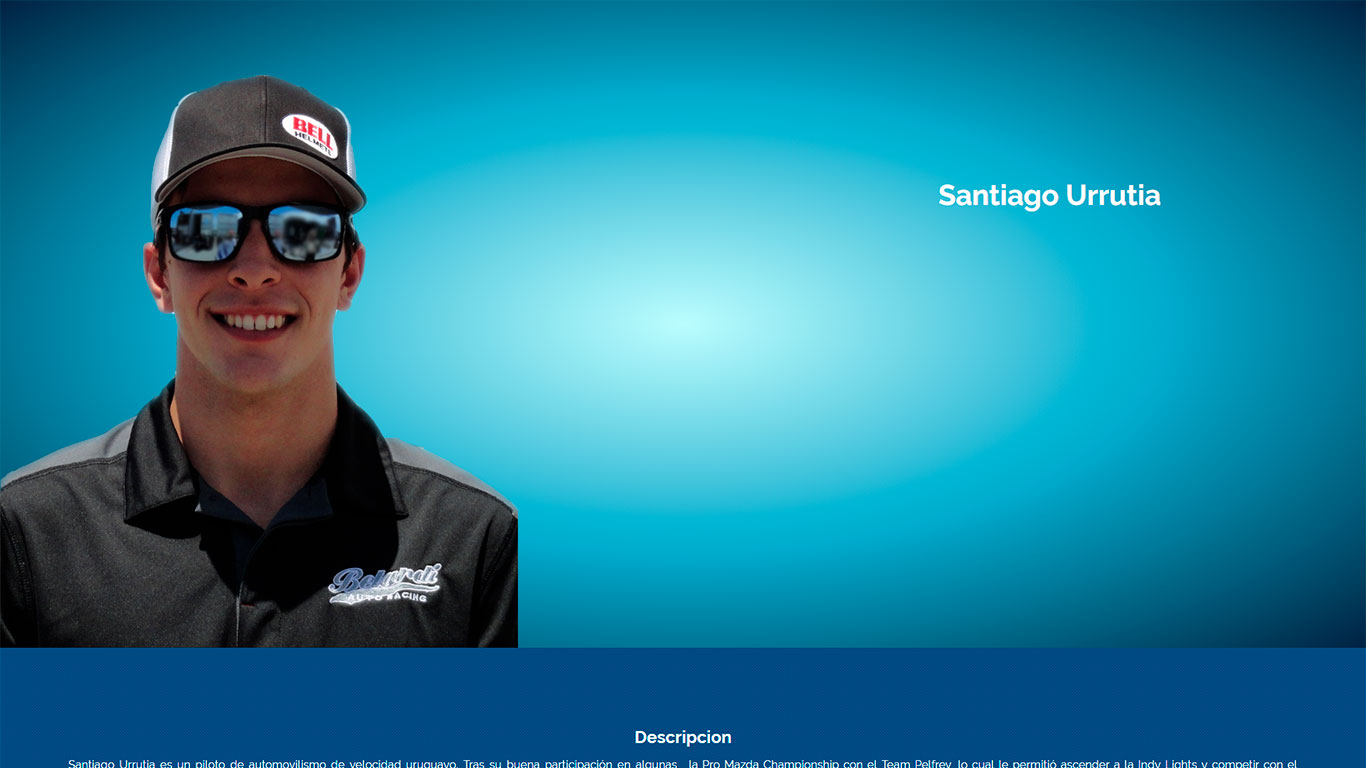 BELL
HELMETS
Santiago Urrutia
Belardi
AUTO RACING
Descripcion
Santiago Urrutia es un piloto de automovilismo de velocidad uruguayo. Tras su buena participación en algunas la Pro Mazda Championship con el Team Pelfrey, lo cual le permitió ascender a la Indy Lights y competir con el